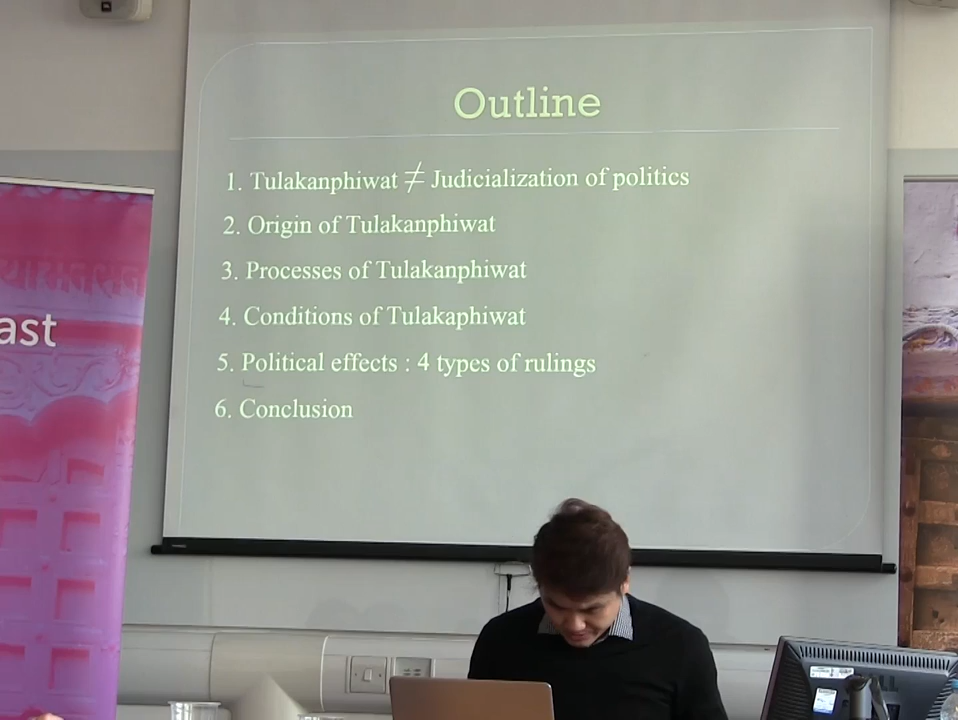 Outline
1. Tulakanphiwat ≠ Judicialization of politics
2. Origin of Tulakanphiwat
3. Processes of Tulakanphiwat
4. Conditions of Tulakaphiwat
5. Political effects : 4 types of rulings
6. Conclusion
ast
DELL